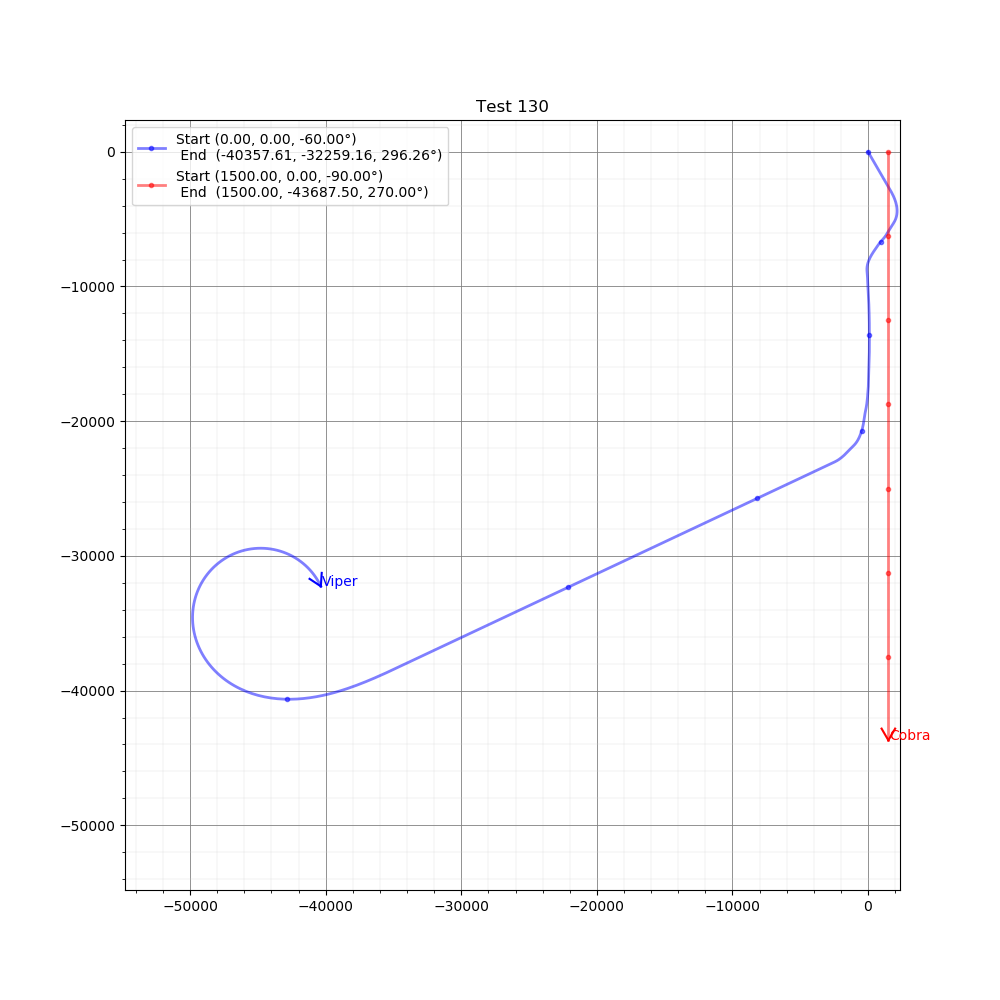 Test 130
Start (0.00, 0.00, -60.00°)
End  (-40357.61, -32259.16, 296.26°)
Start (1500.00, 0.00, -90.00°)
End  (1500.00, -43687.50, 270.00°)
0
−10000
−20000
−30000
−40000
−50000
Viper
Cobra
−50000
−40000
−30000
−20000
−10000
0